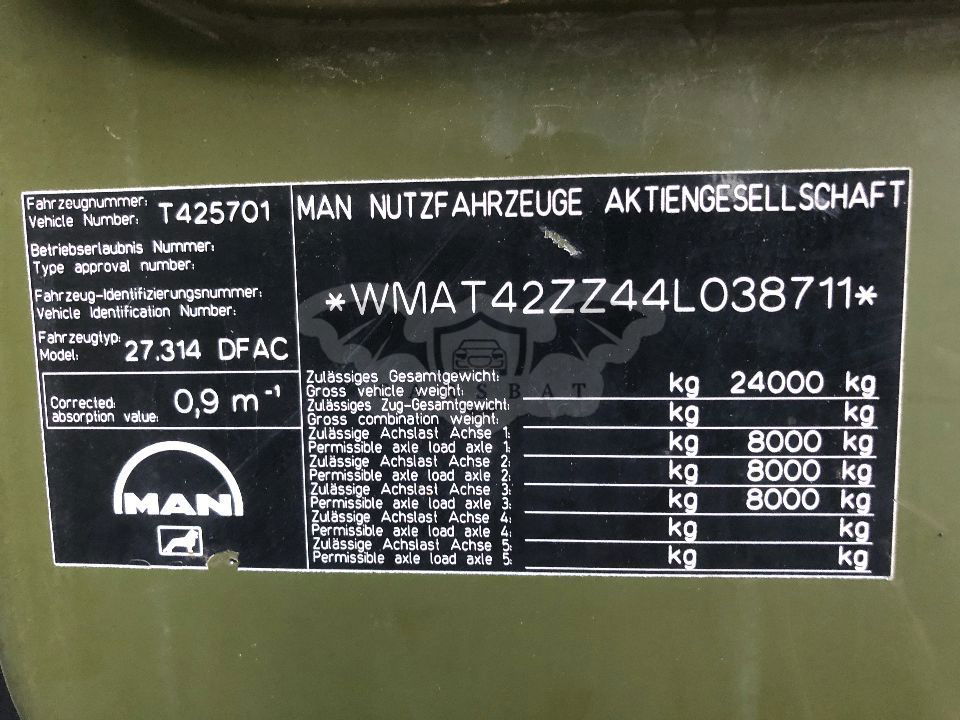 Fahrzeugnummer:
Vehicle Number: T425701
Betriebserlaubnis Nummer:
Type approval number:
Fahrzeug-Identifizierungsnummer:
Vehicle Identification Number:
Fahrzeugtyp:
Model: 27.314 DFAC
Corrected
absorption value: 0,9 m⁻¹
MAN
MAN NUTZFAHRZEUGE AKTIENGESELLSCHAFT
*WMAT42ZZ44L038711*
Zulässiges Gesamtgewicht:
Gross vehicle weight: kg 24000 kg
Zulässiges Zug-Gesamtgewicht:
Gross combination weight: kg kg
Zulässige Achslast Achse 1:
Permissible axle load axle 1: kg 8000 kg
Zulässige Achslast Achse 2:
Permissible axle load axle 2: kg 8000 kg
Zulässige Achslast Achse 3:
Permissible axle load axle 3: kg 8000 kg
Zulässige Achslast Achse 4:
Permissible axle load axle 4: kg kg
Zulässige Achslast Achse 5:
Permissible axle load axle 5: kg kg